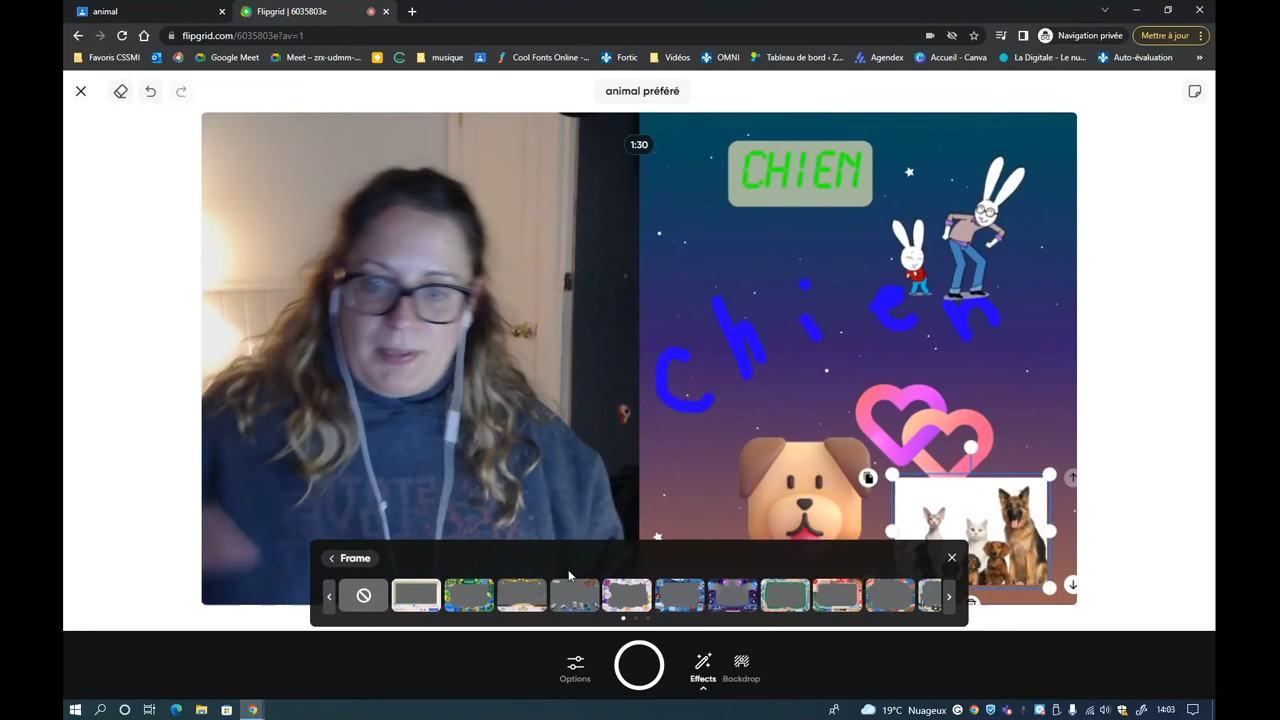 animal
Flipgrid | 6035803e
flipgrid.com/6035803e?av=1
Navigation privée
Mettre à jour
Favoris CSSMI
Google Meet
Meet – zrx-udmm-...
musique
Cool Fonts Online -...
Fortic
Vidéos
OMNI
Tableau de bord ‹ Z...
Agendex
Accueil - Canva
La Digitale - Le nu...
Auto-évaluation
»
animal préféré
1:30
CHIEN
Chien
Frame
Options
Effects
Backdrop
19°C Nuageux
14:03